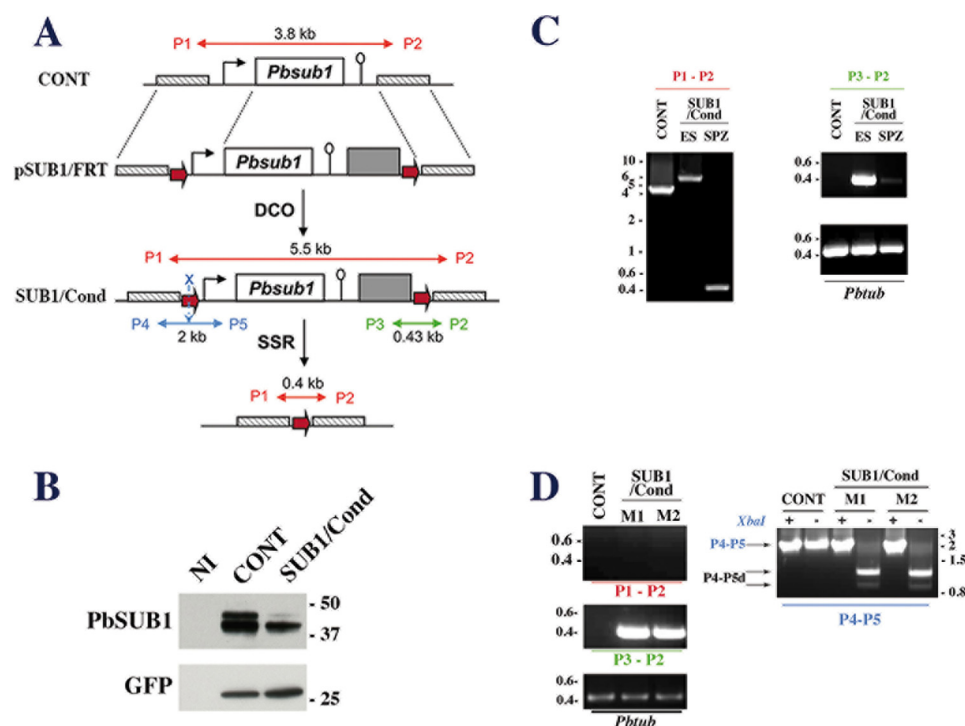 A
P1 3.8 kb P2
CONT
Pbsub1
pSUB1/FRT
Pbsub1
DCO
P1 5.5 kb P2
X
SUB1/Cond
Pbsub1
P4 P5 P3 P2
2 kb 0.43 kb
SSR
0.4 kb
P1 P2
B
NI CONT SUB1/Cond
PbSUB1
- 50
- 37
GFP
- 25
C
P1 - P2
CONT
SUB1
/Cond
ES SPZ
10 -
6 -
5 -
4 -
2 -
1 -
0.6 -
0.4 -
P3 - P2
CONT
SUB1
/Cond
ES SPZ
0.6 -
0.4 -
0.6 -
0.4 -
Pbtub
D
CONT
SUB1
/Cond
M1 M2
0.6 -
0.4 -
P1 - P2
0.6-
0.4-
P3 - P2
0.6-
0.4-
Pbtub
SUB1/Cond
CONT M1 M2
XbaI + - + - + -
P4-P5
P4-P5d
- 3
- 2
- 1.5
- 0.8
P4-P5